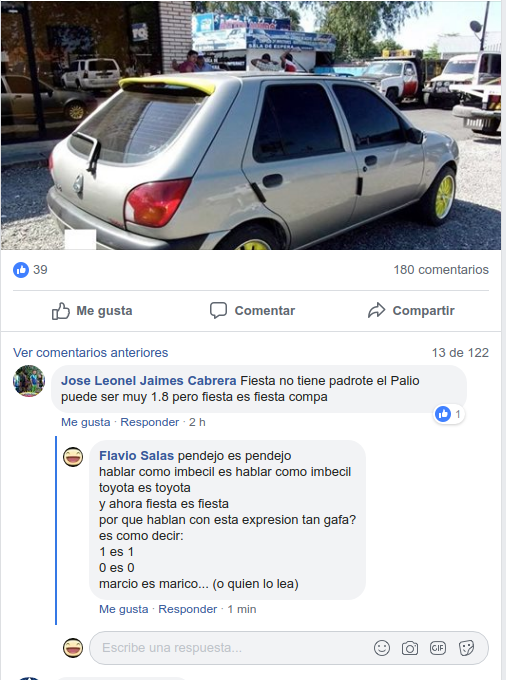 SALA DE ESPERA
39
180 comentarios
Me gusta
Comentar
Compartir
Ver comentarios anteriores
13 de 122
Jose Leonel Jaimes Cabrera Fiesta no tiene padrote el Palio
puede ser muy 1.8 pero fiesta es fiesta compa
1
Me gusta · Responder · 2 h
Flavio Salas pendejo es pendejo
hablar como imbecil es hablar como imbecil
toyota es toyota
y ahora fiesta es fiesta
por que hablan con esta expresion tan gafa?
es como decir:
1 es 1
0 es 0
marcio es marico... (o quien lo lea)
Me gusta · Responder · 1 min
Escribe una respuesta...
GIF